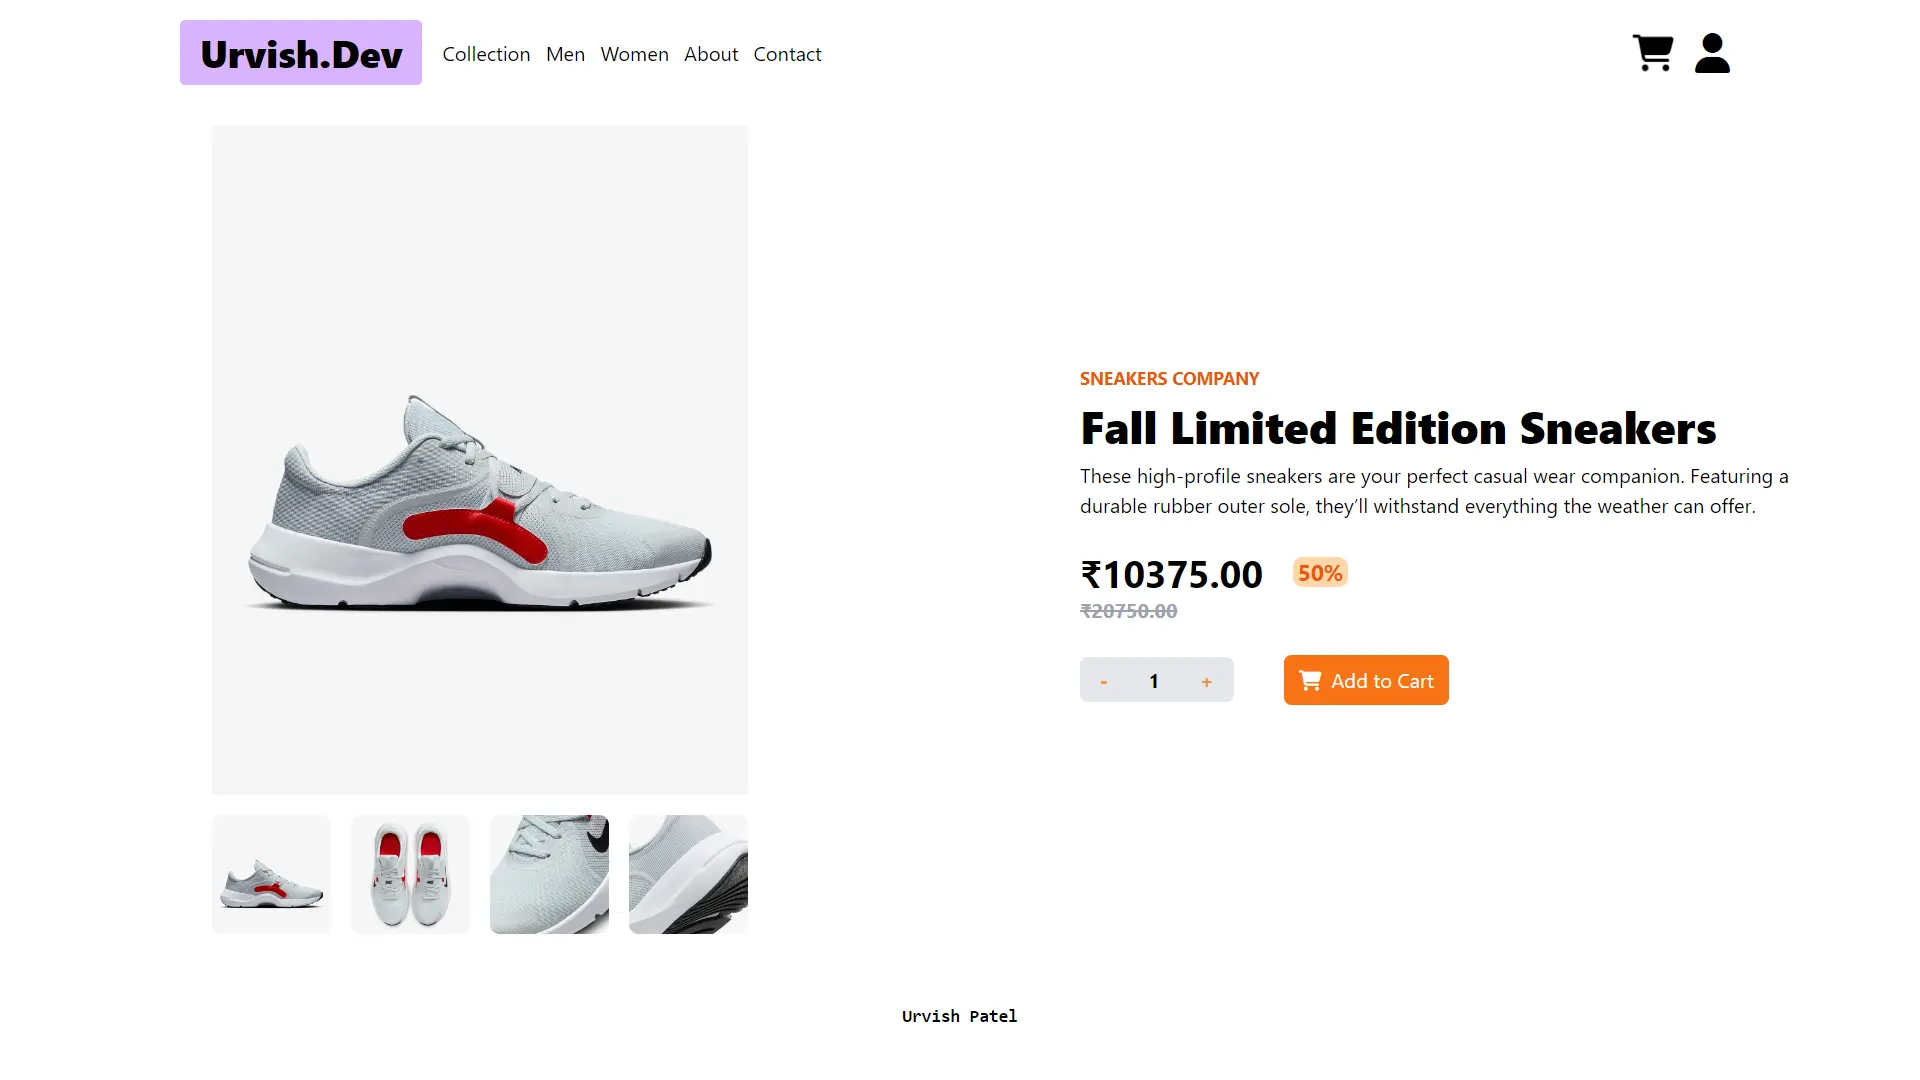 Urvish.Dev
Collection Men Women About Contact
SNEAKERS COMPANY
Fall Limited Edition Sneakers
These high-profile sneakers are your perfect casual wear companion. Featuring a
durable rubber outer sole, they’ll withstand everything the weather can offer.
₹10375.00 50%
₹20750.00
- 1 + Add to Cart
Urvish Patel